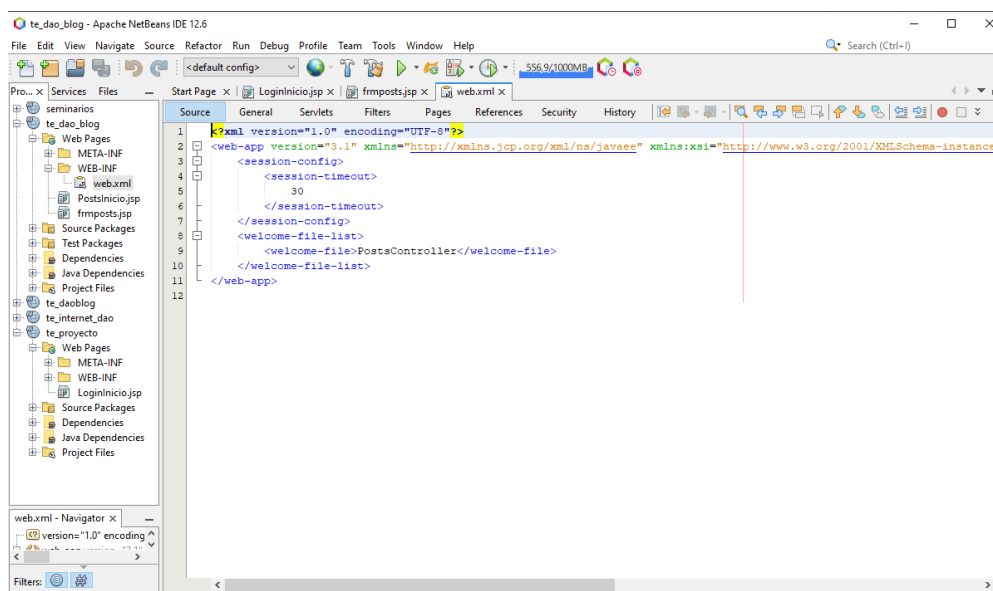 te_dao_blog - Apache NetBeans IDE 12.6
File Edit View Navigate Source Refactor Run Debug Profile Team Tools Window Help
Search (Ctrl+I)
<default config>
556,9/1000MB
Pro... × Services Files
Start Page × LoginInicio.jsp × frmposts.jsp × web.xml ×
seminarios
te_dao_blog
Web Pages
META-INF
WEB-INF
web.xml
PostsInicio.jsp
frmposts.jsp
Source Packages
Test Packages
Dependencies
Java Dependencies
Project Files
te_daoblog
te_internet_dao
te_proyecto
Web Pages
META-INF
WEB-INF
LoginInicio.jsp
Source Packages
Dependencies
Java Dependencies
Project Files
Source General Servlets Filters Pages References Security History
1 <?xml version="1.0" encoding="UTF-8"?>
2 <web-app version="3.1" xmlns="http://xmlns.jcp.org/xml/ns/javaee" xmlns:xsi="http://www.w3.org/2001/XMLSchema-instance
3 <session-config>
4 <session-timeout>
5 30
6 </session-timeout>
7 </session-config>
8 <welcome-file-list>
9 <welcome-file>PostsController</welcome-file>
10 </welcome-file-list>
11 </web-app>
12
web.xml - Navigator ×
version="1.0" encoding
Filters: